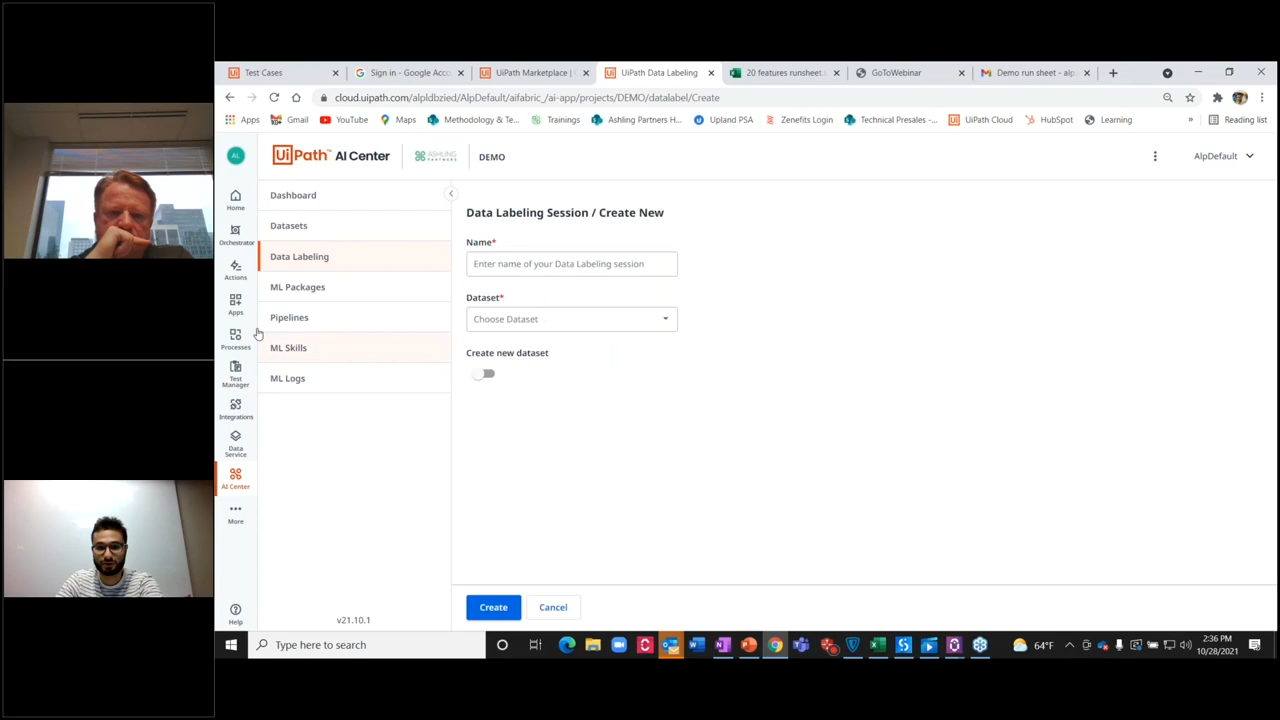 Test Cases
Sign in - Google Acco
UiPath Marketplace |
UiPath Data Labeling
20 features runsheet.
GoToWebinar
Demo run sheet - alp.
cloud.uipath.com/alpldbzied/AlpDefault/aifabric_/ai-app/projects/DEMO/datalabel/Create
Apps
Gmail
YouTube
Maps
Methodology & Te...
Trainings
Ashling Partners H...
Upland PSA
Zenefits Login
Technical Presales -...
UiPath Cloud
HubSpot
Learning
»
Reading list
AL
UiPath AI Center
ASHLING PARTNERS
DEMO
AlpDefault
Home
Orchestrator
Actions
Apps
Processes
Test Manager
Integrations
Data Service
AI Center
More
Help
Dashboard
Datasets
Data Labeling
ML Packages
Pipelines
ML Skills
ML Logs
v21.10.1
Data Labeling Session / Create New
Name*
Enter name of your Data Labeling session
Dataset*
Choose Dataset
Create new dataset
Create
Cancel
Type here to search
64°F
2:36 PM
10/28/2021